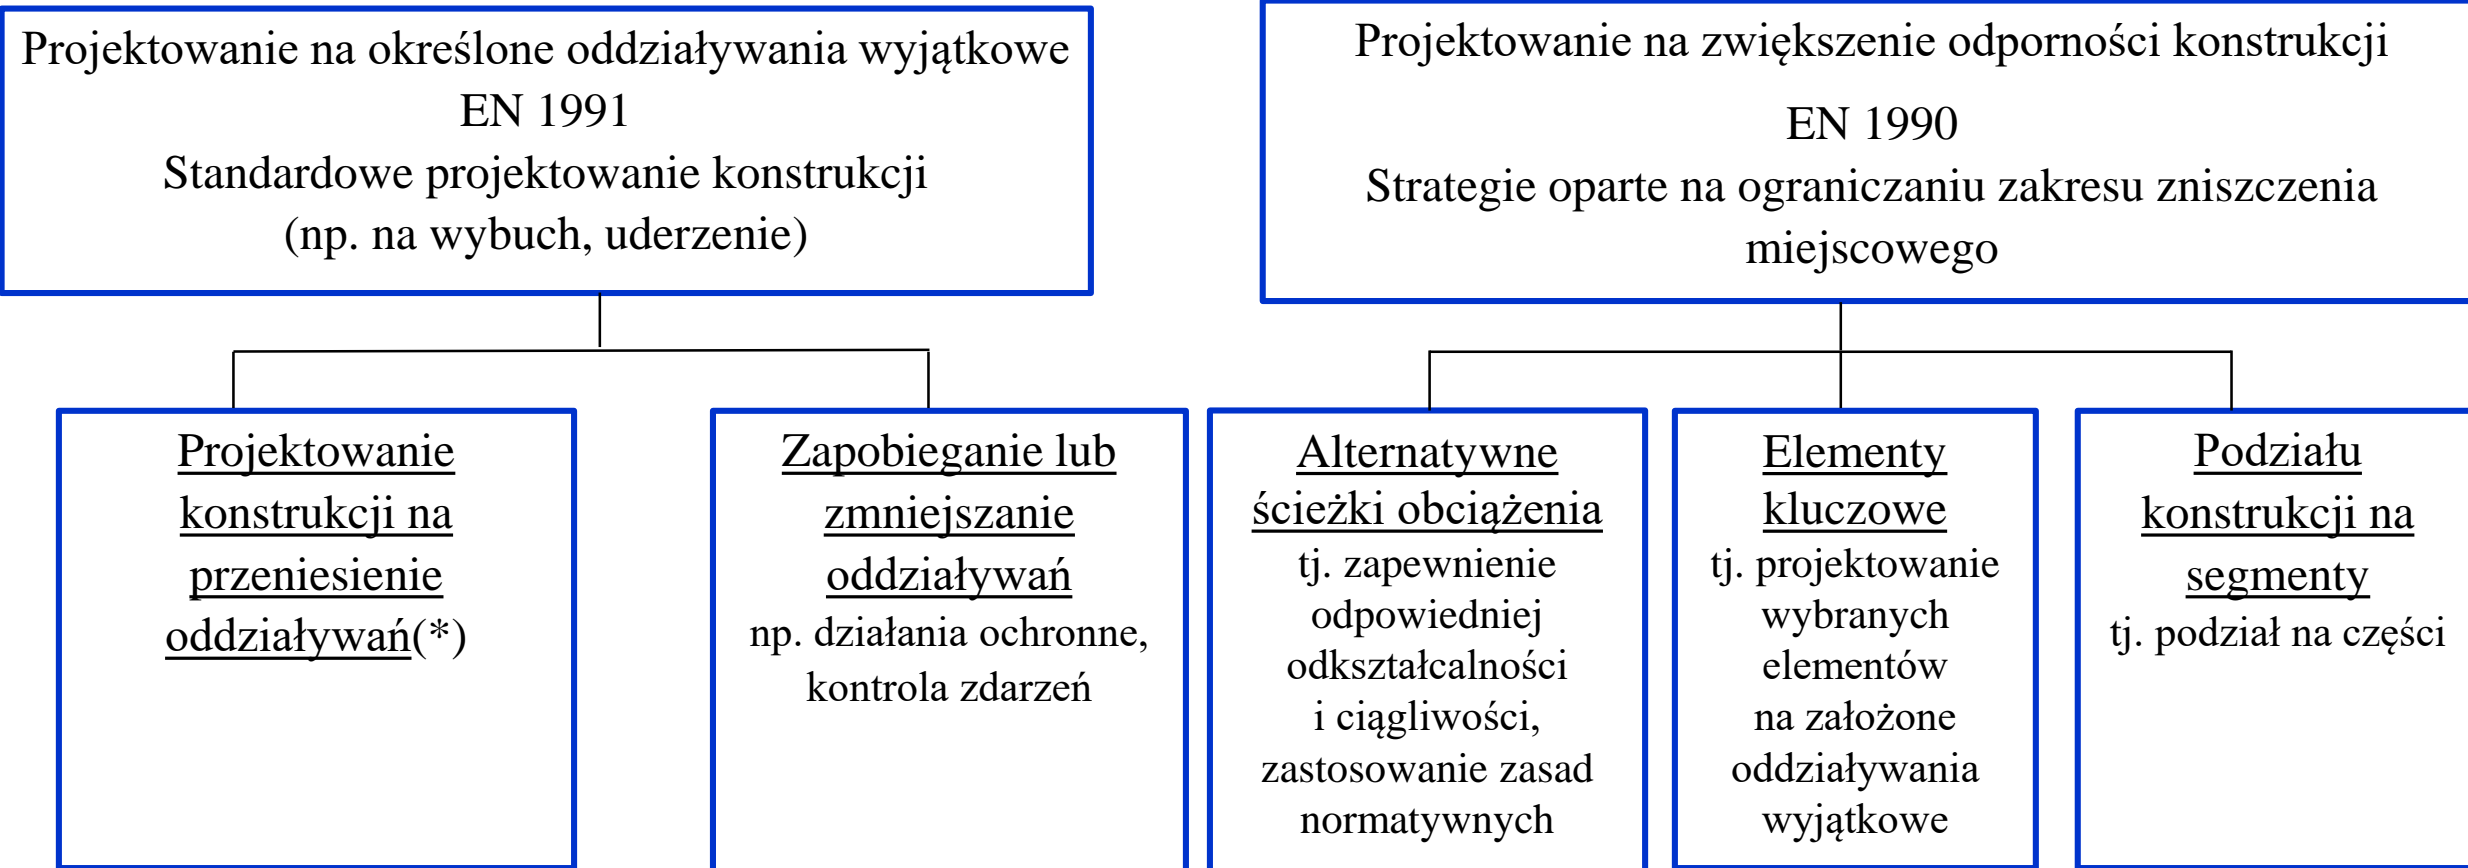 Projektowanie na określone oddziaływania wyjątkowe
EN 1991
Standardowe projektowanie konstrukcji
(np. na wybuch, uderzenie)
Projektowanie na zwiększenie odporności konstrukcji
EN 1990
Strategie oparte na ograniczaniu zakresu zniszczenia
miejscowego
Projektowanie
konstrukcji na
przeniesienie
oddziaływań(*)
Zapobieganie lub
zmniejszanie
oddziaływań
np. działania ochronne,
kontrola zdarzeń
Alternatywne
ścieżki obciążenia
tj. zapewnienie
odpowiedniej
odkształcalności
i ciągliwości,
zastosowanie zasad
normatywnych
Elementy
kluczowe
tj. projektowanie
wybranych
elementów
na założone
oddziaływania
wyjątkowe
Podziału
konstrukcji na
segmenty
tj. podział na części